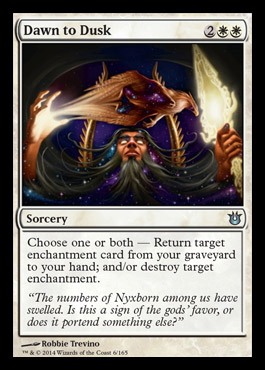 Dawn to Dusk 2
Sorcery
Choose one or both — Return target
enchantment card from your graveyard
to your hand; and/or destroy target
enchantment.
“The numbers of Nyxborn among us have
swelled. Is this a sign of the gods’ favor, or
does it portend something else?”
Robbie Trevino
™ & © 2014 Wizards of the Coast 6/165